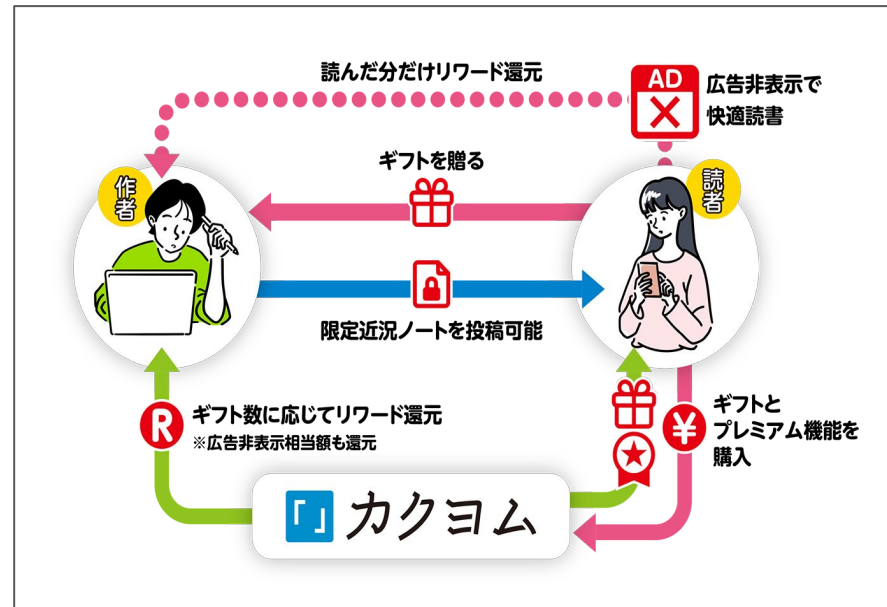 読んだ分だけリワード還元
AD
広告非表示で
快適読書
ギフトを贈る
作者
読者
限定近況ノートを投稿可能
R
ギフト数に応じてリワード還元
※広告非表示相当額も還元
¥
ギフトと
プレミアム機能を
購入
「」カクヨム